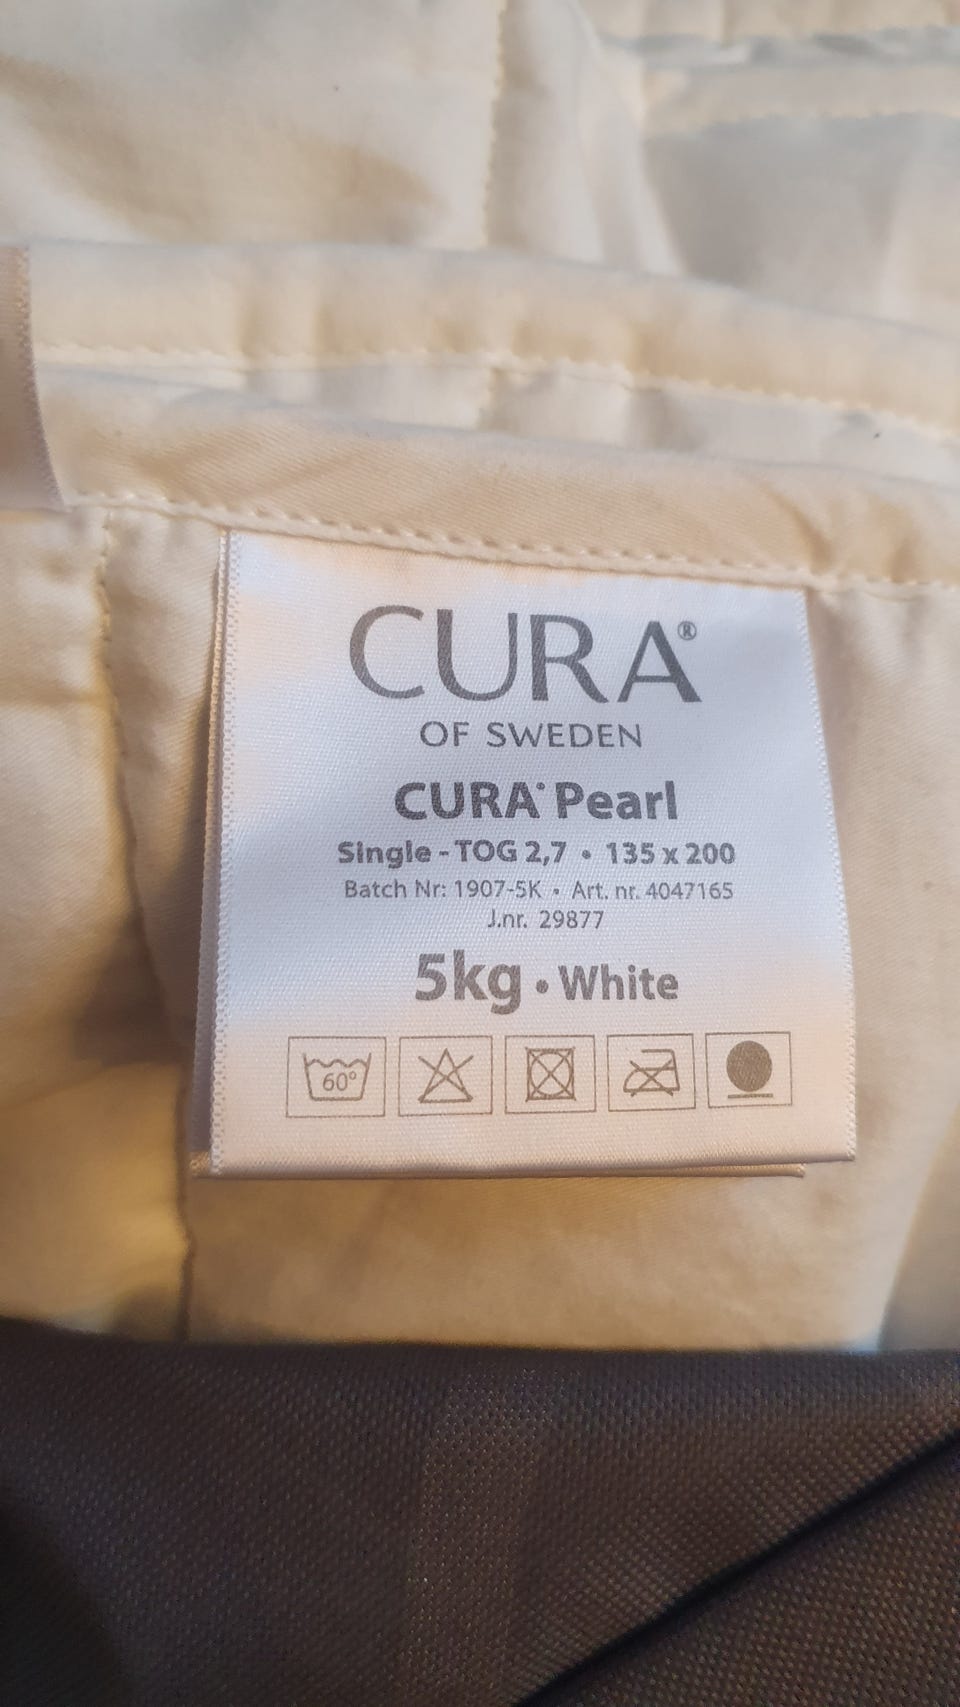 CURA®
OF SWEDEN
CURA® Pearl
Single - TOG 2,7 • 135 x 200
Batch Nr: 1907-5K • Art. nr. 4047165
J.nr. 29877
5kg • White
60°